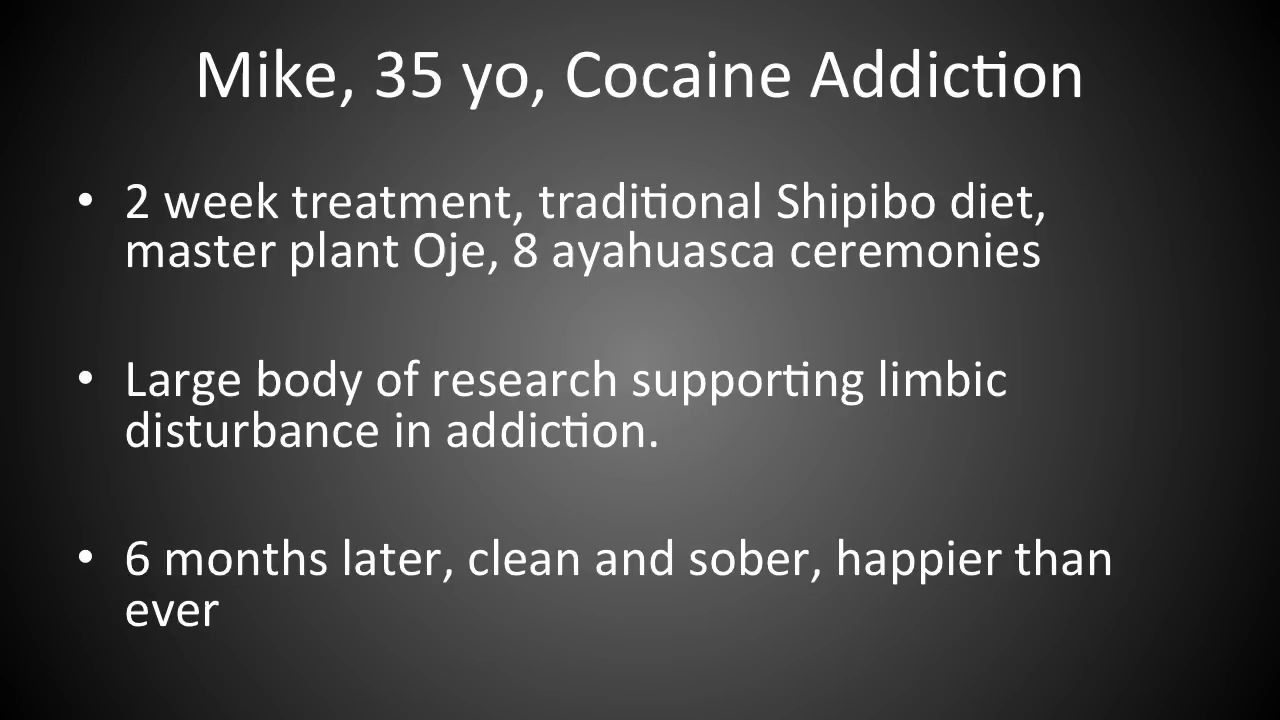 Mike, 35 yo, Cocaine Addiction
• 2 week treatment, traditional Shipibo diet,
master plant Oje, 8 ayahuasca ceremonies
• Large body of research supporting limbic
disturbance in addiction.
• 6 months later, clean and sober, happier than
ever